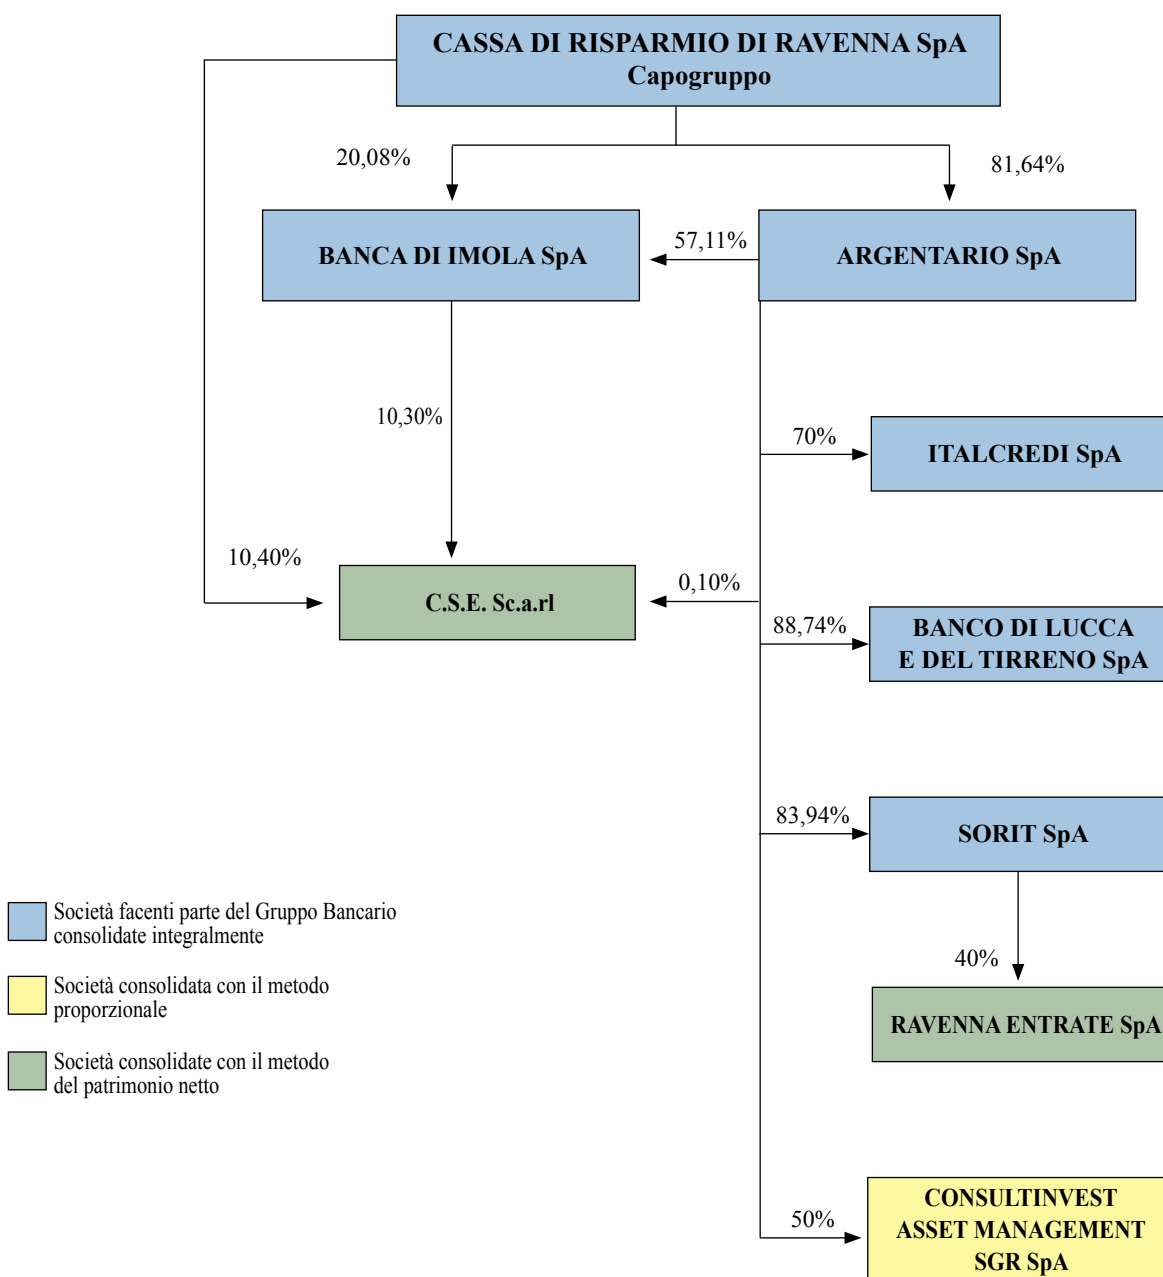 CASSA DI RISPARMIO DI RAVENNA SpA
Capogruppo
20,08%
81,64%
BANCA DI IMOLA SpA
57,11%
ARGENTARIO SpA
10,30%
70%
ITALCREDI SpA
10,40%
C.S.E. Sc.a.rl
0,10%
88,74%
BANCO DI LUCCA
E DEL TIRRENO SpA
83,94%
SORIT SpA
40%
RAVENNA ENTRATE SpA
50%
CONSULTINVEST
ASSET MANAGEMENT
SGR SpA
Società facenti parte del Gruppo Bancario
consolidate integralmente
Società consolidata con il metodo
proporzionale
Società consolidate con il metodo
del patrimonio netto